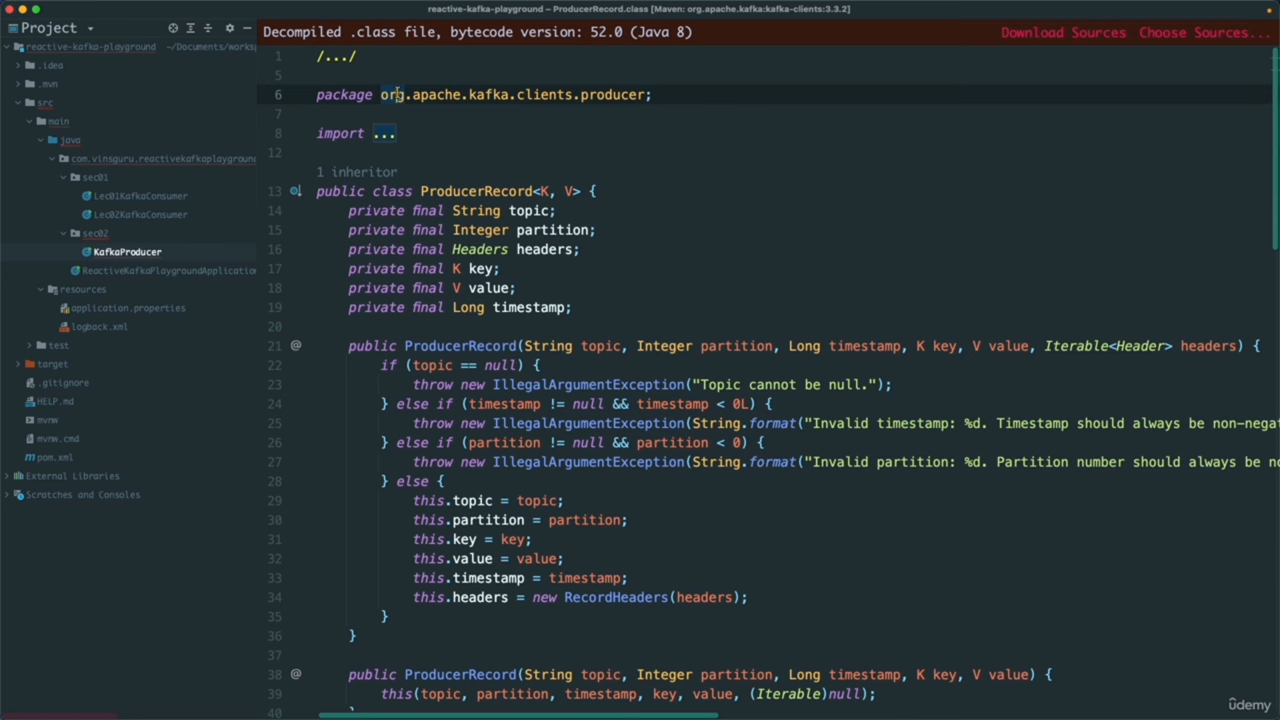 reactive-kafka-playground – ProducerRecord.class [Maven: org.apache.kafka:kafka-clients:3.3.2]
Project
reactive-kafka-playground ~/Documents/works
.idea
.mvn
src
main
java
com.vinsguru.reactivekafkaplayground
sec01
Lec01KafkaConsumer
Lec02KafkaConsumer
sec02
KafkaProducer
ReactiveKafkaPlaygroundApplication
resources
application.properties
logback.xml
test
target
.gitignore
HELP.md
mvnw
mvnw.cmd
pom.xml
External Libraries
Scratches and Consoles
Decompiled .class file, bytecode version: 52.0 (Java 8) Download Sources Choose Sources...
1 /.../
5
6 package org.apache.kafka.clients.producer;
7
8 import ...
12
1 inheritor
13 public class ProducerRecord<K, V> {
14 private final String topic;
15 private final Integer partition;
16 private final Headers headers;
17 private final K key;
18 private final V value;
19 private final Long timestamp;
20
21 @ public ProducerRecord(String topic, Integer partition, Long timestamp, K key, V value, Iterable<Header> headers) {
22 if (topic == null) {
23 throw new IllegalArgumentException("Topic cannot be null.");
24 } else if (timestamp != null && timestamp < 0L) {
25 throw new IllegalArgumentException(String.format("Invalid timestamp: %d. Timestamp should always be non-negat
26 } else if (partition != null && partition < 0) {
27 throw new IllegalArgumentException(String.format("Invalid partition: %d. Partition number should always be no
28 } else {
29 this.topic = topic;
30 this.partition = partition;
31 this.key = key;
32 this.value = value;
33 this.timestamp = timestamp;
34 this.headers = new RecordHeaders(headers);
35 }
36 }
37
38 @ public ProducerRecord(String topic, Integer partition, Long timestamp, K key, V value) {
39 this(topic, partition, timestamp, key, value, (Iterable)null);
40
udemy